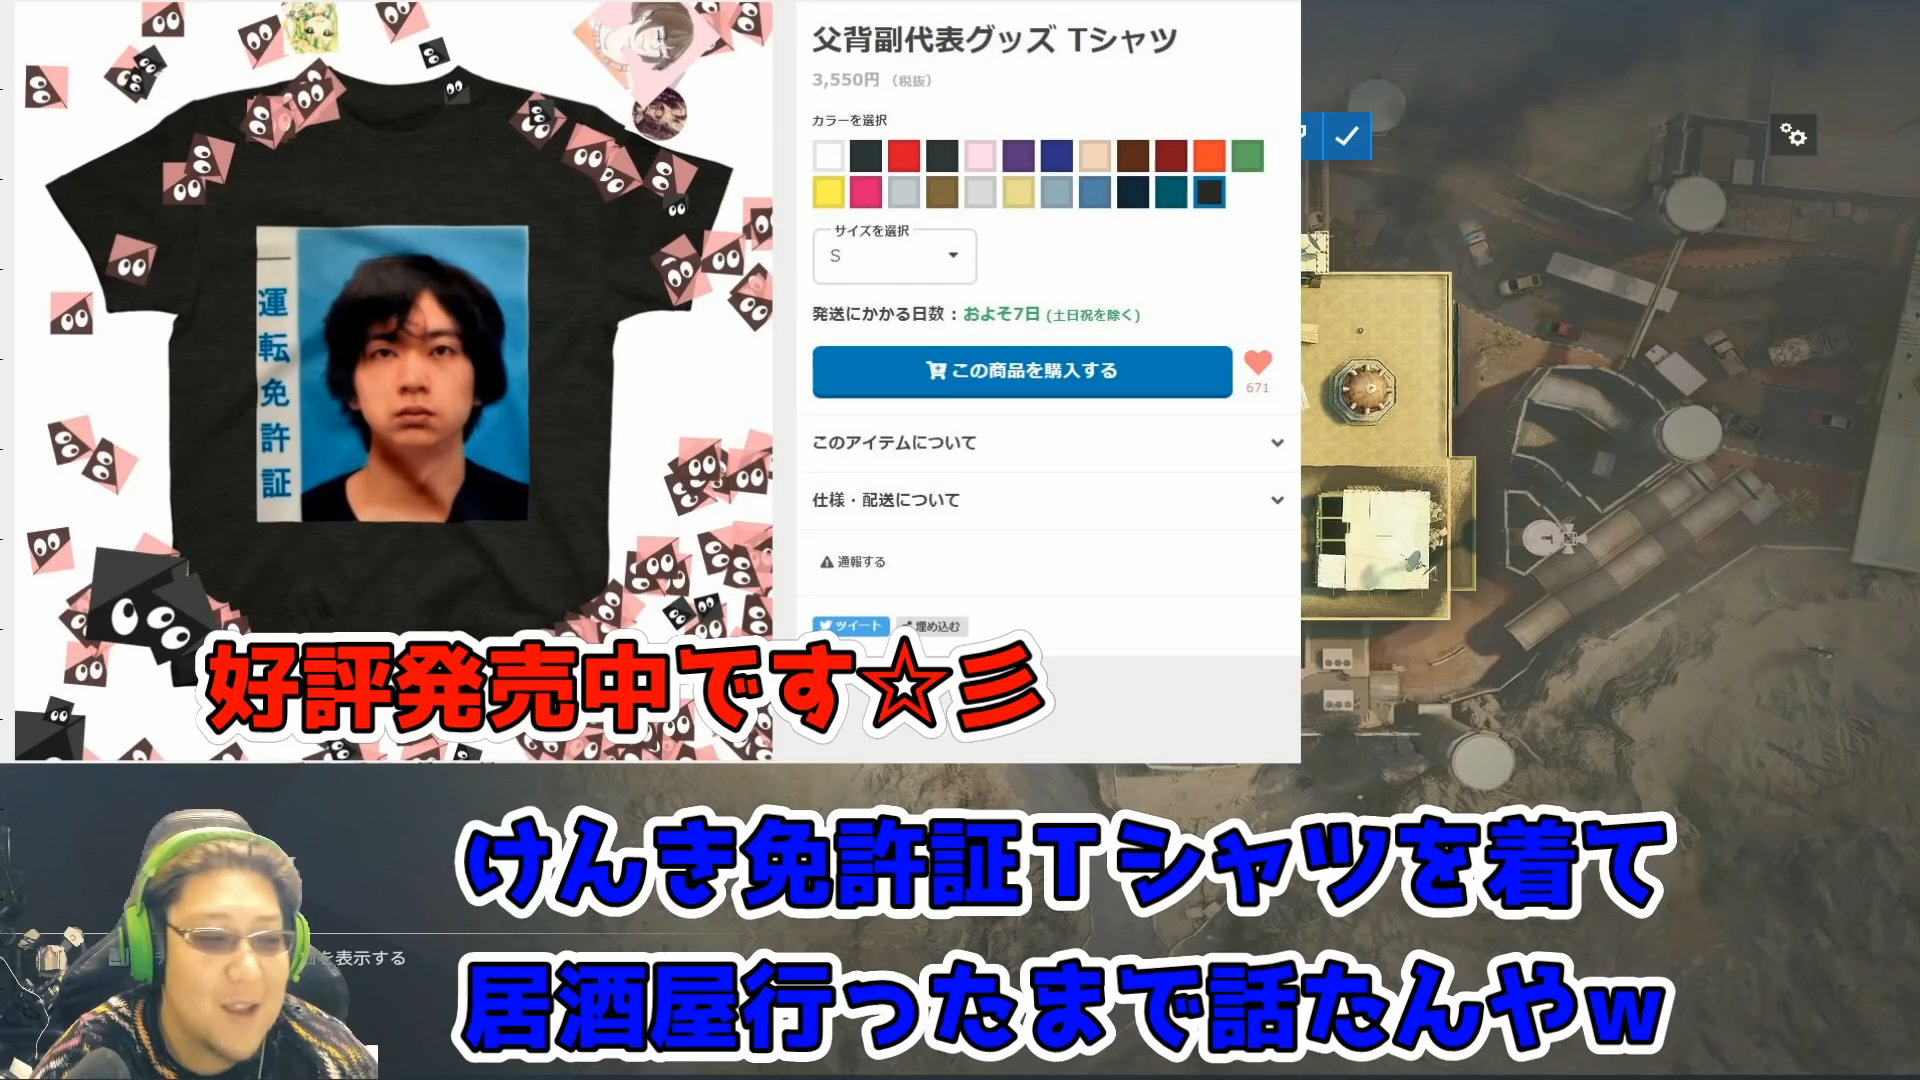 父背副代表グッズ Tシャツ
3,550円 (税抜)
カラーを選択
サイズを選択
S
発送にかかる日数:およそ7日 (土日祝を除く)
この商品を購入する
671
このアイテムについて
仕様・配送について
通報する
ツイート
埋め込む
運転免許証
好評発売中です☆彡
けんき免許証Tシャツを着て
居酒屋行ったまで話たんやw
を表示する